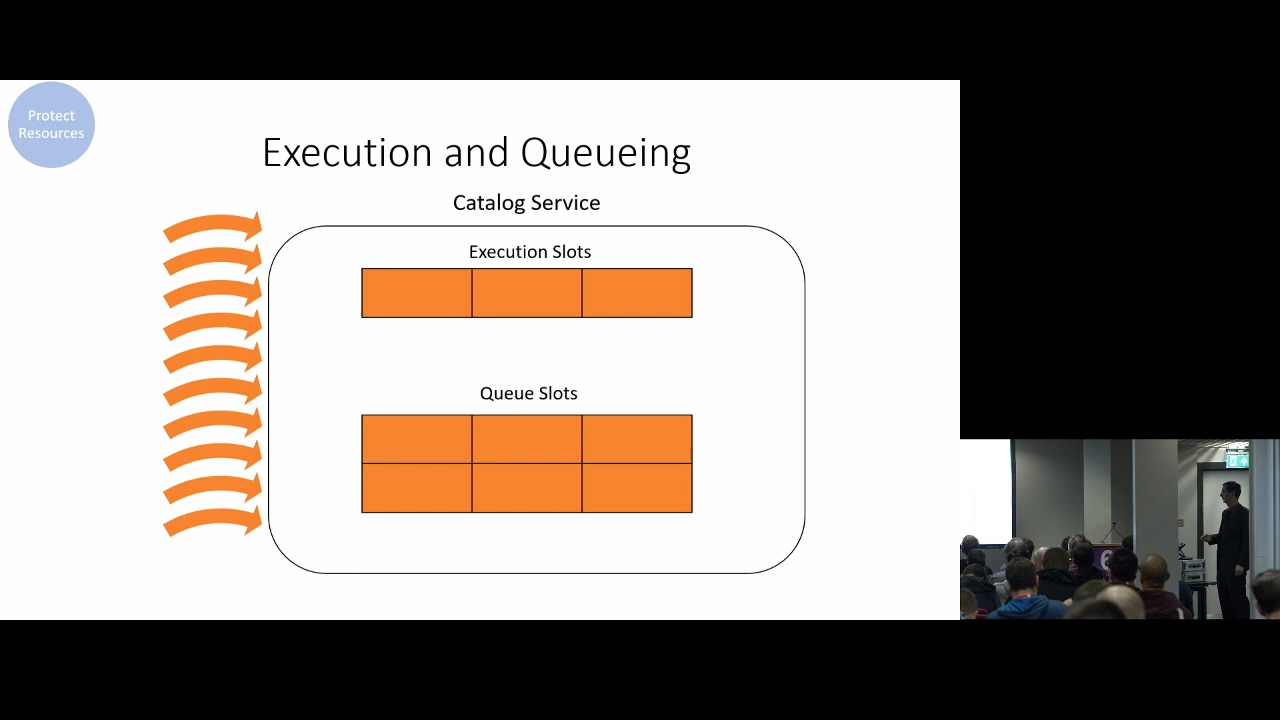 Protect
Resources
Execution and Queueing
Catalog Service
Execution Slots
Queue Slots